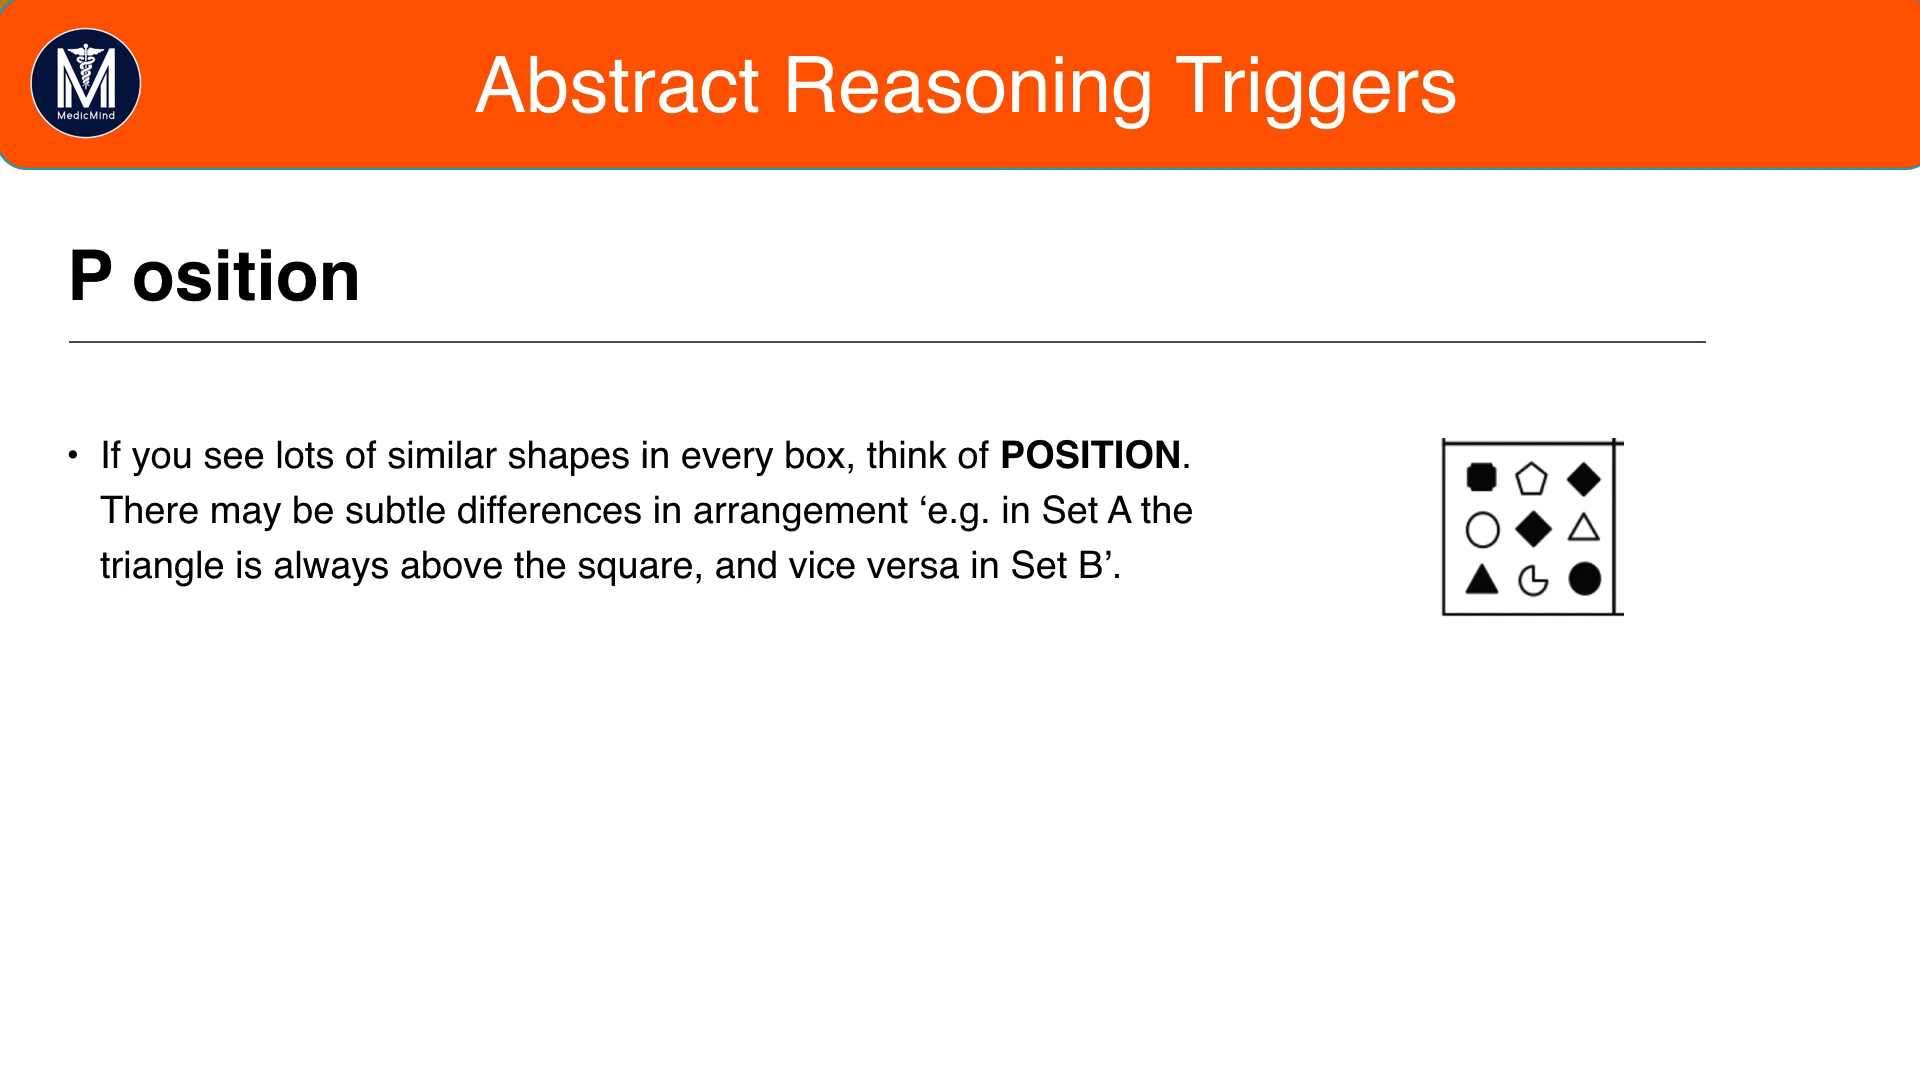 MedicMind
Abstract Reasoning Triggers
P osition
• If you see lots of similar shapes in every box, think of POSITION.
There may be subtle differences in arrangement ‘e.g. in Set A the
triangle is always above the square, and vice versa in Set B’.